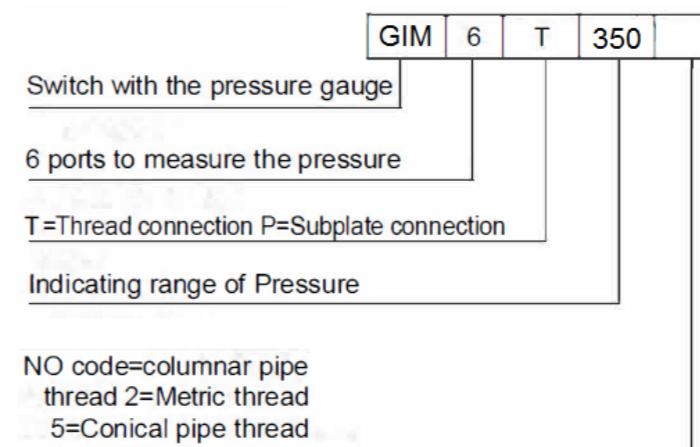 GIM 6 T 350
Switch with the pressure gauge
6 ports to measure the pressure
T=Thread connection P=Subplate connection
Indicating range of Pressure
NO code=columnar pipe
thread 2=Metric thread
5=Conical pipe thread